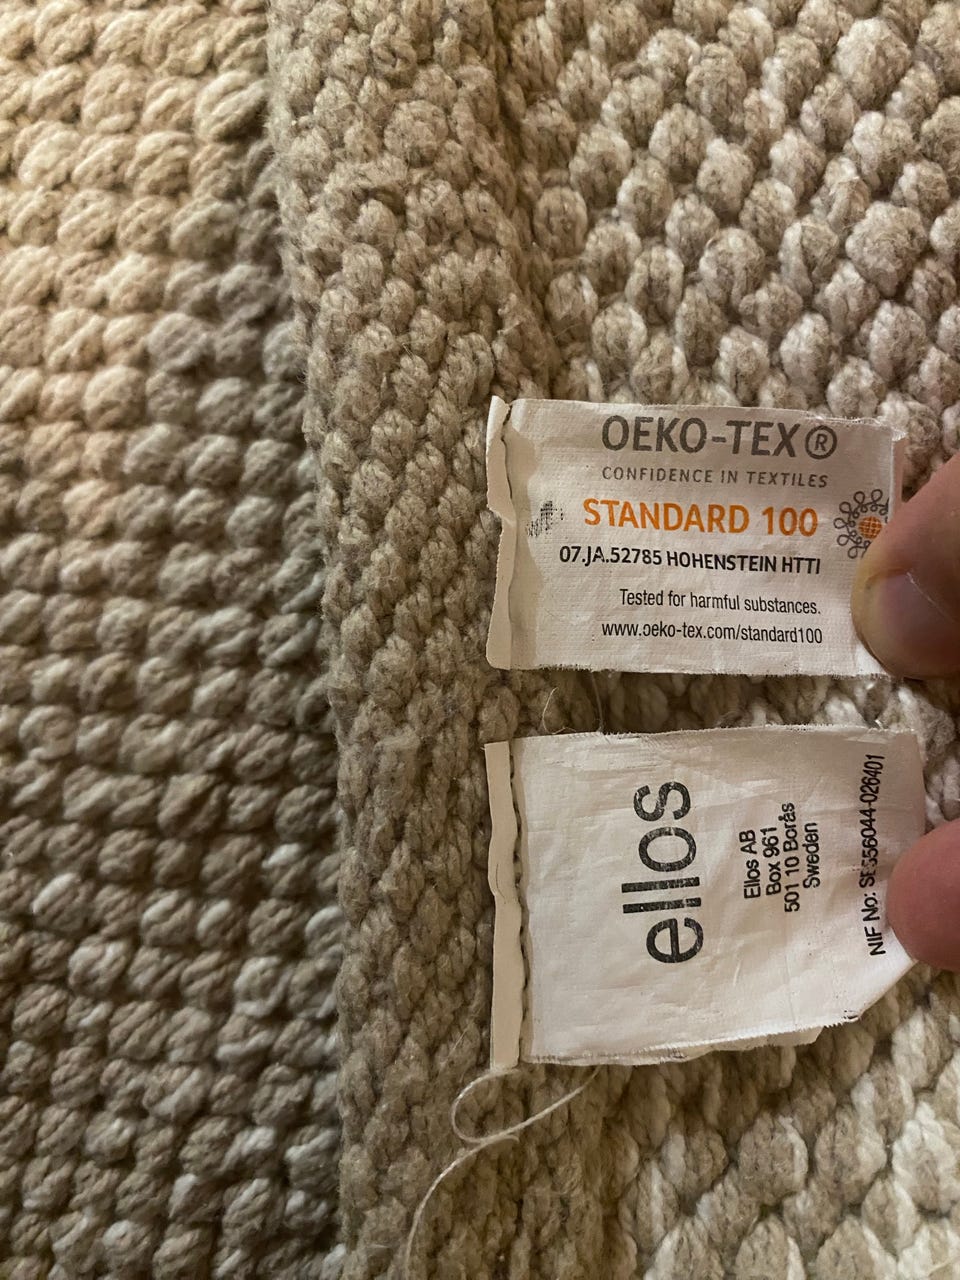 OEKO-TEX®
CONFIDENCE IN TEXTILES
STANDARD 100
07.JA.52785 HOHENSTEIN HTTI
Tested for harmful substances.
www.oeko-tex.com/standard100
ellos
Ellos AB
Box 961
501 10 Borås
Sweden
NIF No: SE556044-026401